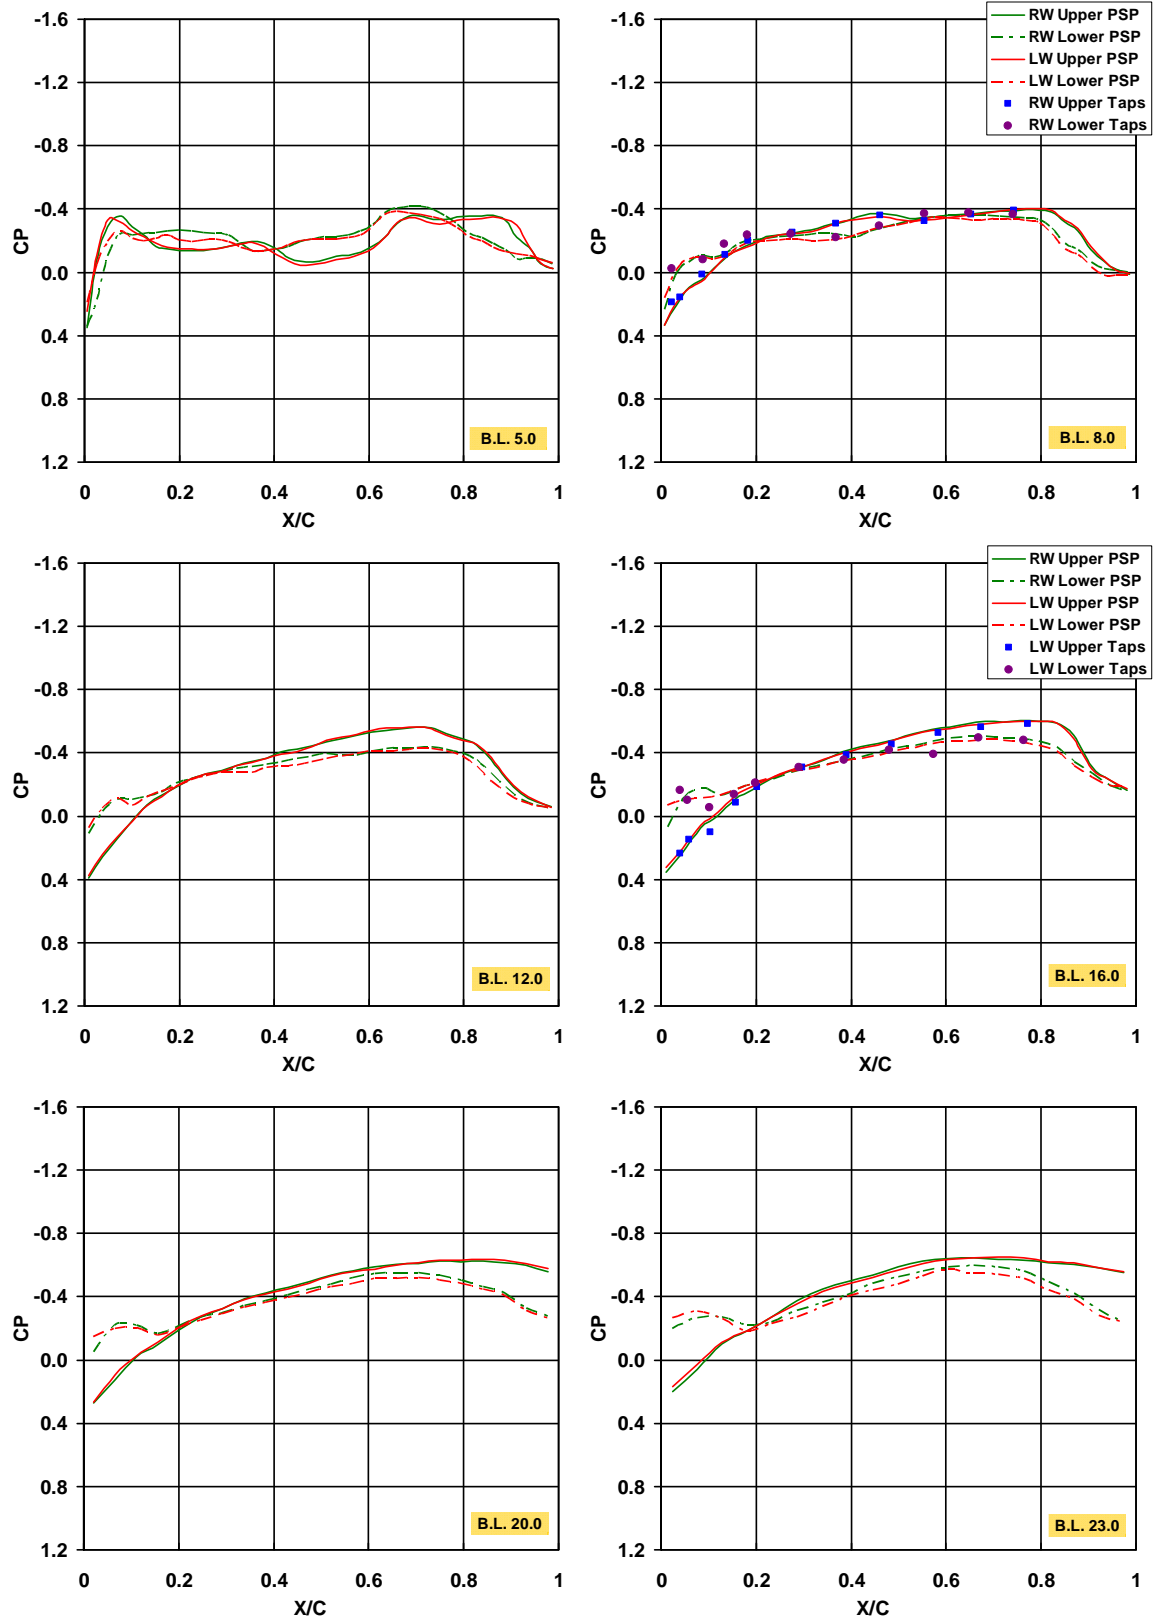 -1.6
-1.2
-0.8
-0.4
0.0
0.4
0.8
1.2
CP
0 0.2 0.4 0.6 0.8 1
X/C
B.L. 5.0
-1.6
-1.2
-0.8
-0.4
0.0
0.4
0.8
1.2
CP
0 0.2 0.4 0.6 0.8 1
X/C
RW Upper PSP
RW Lower PSP
LW Upper PSP
LW Lower PSP
RW Upper Taps
RW Lower Taps
B.L. 8.0
-1.6
-1.2
-0.8
-0.4
0.0
0.4
0.8
1.2
CP
0 0.2 0.4 0.6 0.8 1
X/C
B.L. 12.0
-1.6
-1.2
-0.8
-0.4
0.0
0.4
0.8
1.2
CP
0 0.2 0.4 0.6 0.8 1
X/C
RW Upper PSP
RW Lower PSP
LW Upper PSP
LW Lower PSP
LW Upper Taps
LW Lower Taps
B.L. 16.0
-1.6
-1.2
-0.8
-0.4
0.0
0.4
0.8
1.2
CP
0 0.2 0.4 0.6 0.8 1
X/C
B.L. 20.0
-1.6
-1.2
-0.8
-0.4
0.0
0.4
0.8
1.2
CP
0 0.2 0.4 0.6 0.8 1
X/C
B.L. 23.0